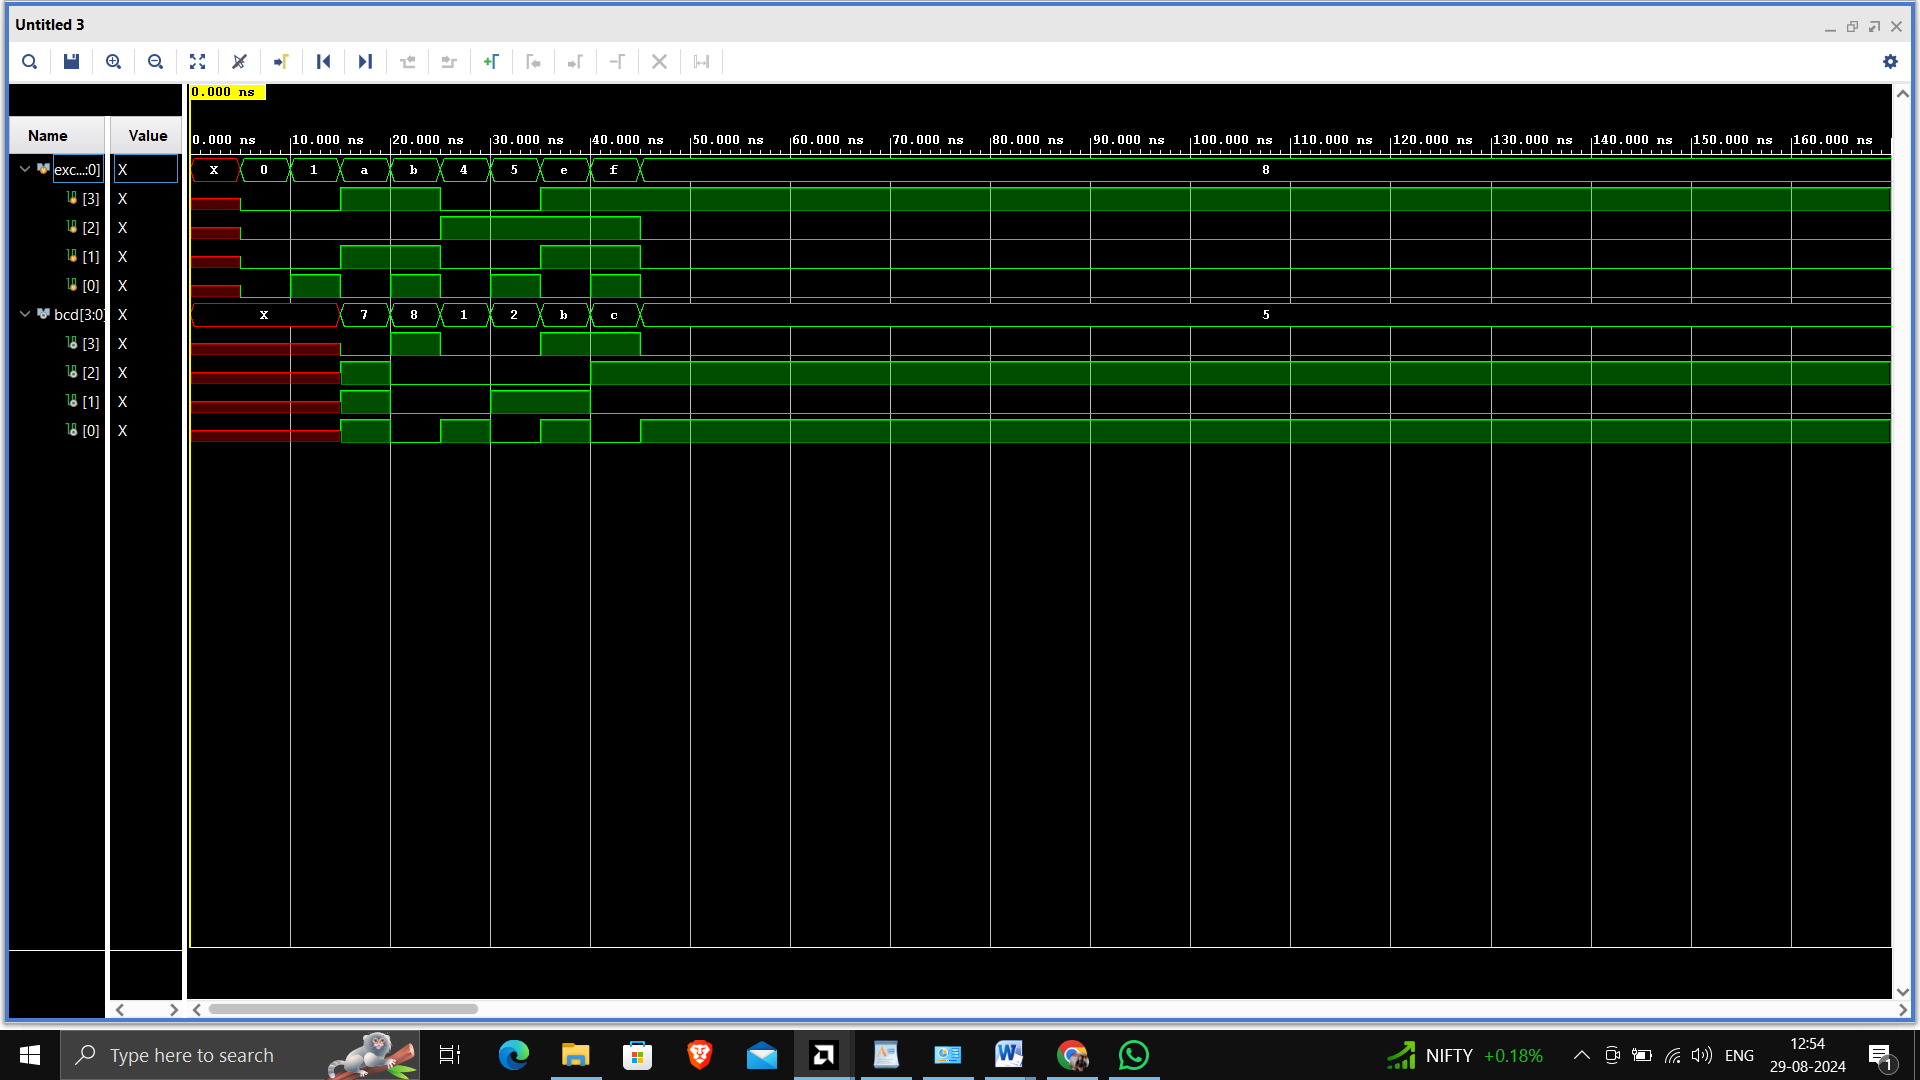 Untitled 3
0.000 ns
Name Value
0.000 ns 10.000 ns 20.000 ns 30.000 ns 40.000 ns 50.000 ns 60.000 ns 70.000 ns 80.000 ns 90.000 ns 100.000 ns 110.000 ns 120.000 ns 130.000 ns 140.000 ns 150.000 ns 160.000 ns
exc...:0] X X 0 1 a b 4 5 e f 8
[3] X
[2] X
[1] X
[0] X
bcd[3:0] X X 7 8 1 2 b c 5
[3] X
[2] X
[1] X
[0] X
Type here to search
NIFTY +0.18%
ENG
12:54
29-08-2024
1